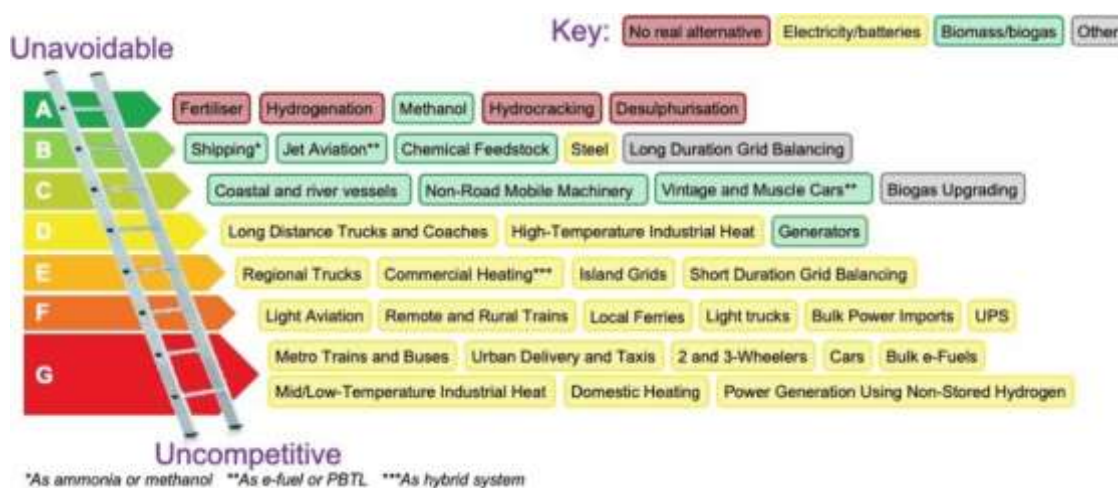 Key: No real alternative Electricity/batteries Biomass/biogas Other
Unavoidable
A Fertiliser Hydrogenation Methanol Hydrocracking Desulphurisation
B Shipping* Jet Aviation** Chemical Feedstock Steel Long Duration Grid Balancing
C Coastal and river vessels Non-Road Mobile Machinery Vintage and Muscle Cars** Biogas Upgrading
D Long Distance Trucks and Coaches High-Temperature Industrial Heat Generators
E Regional Trucks Commercial Heating*** Island Grids Short Duration Grid Balancing
F Light Aviation Remote and Rural Trains Local Ferries Light trucks Bulk Power Imports UPS
G Metro Trains and Buses Urban Delivery and Taxis 2 and 3-Wheelers Cars Bulk e-Fuels
Mid/Low-Temperature Industrial Heat Domestic Heating Power Generation Using Non-Stored Hydrogen
Uncompetitive
*As ammonia or methanol **As e-fuel or PBTL ***As hybrid system